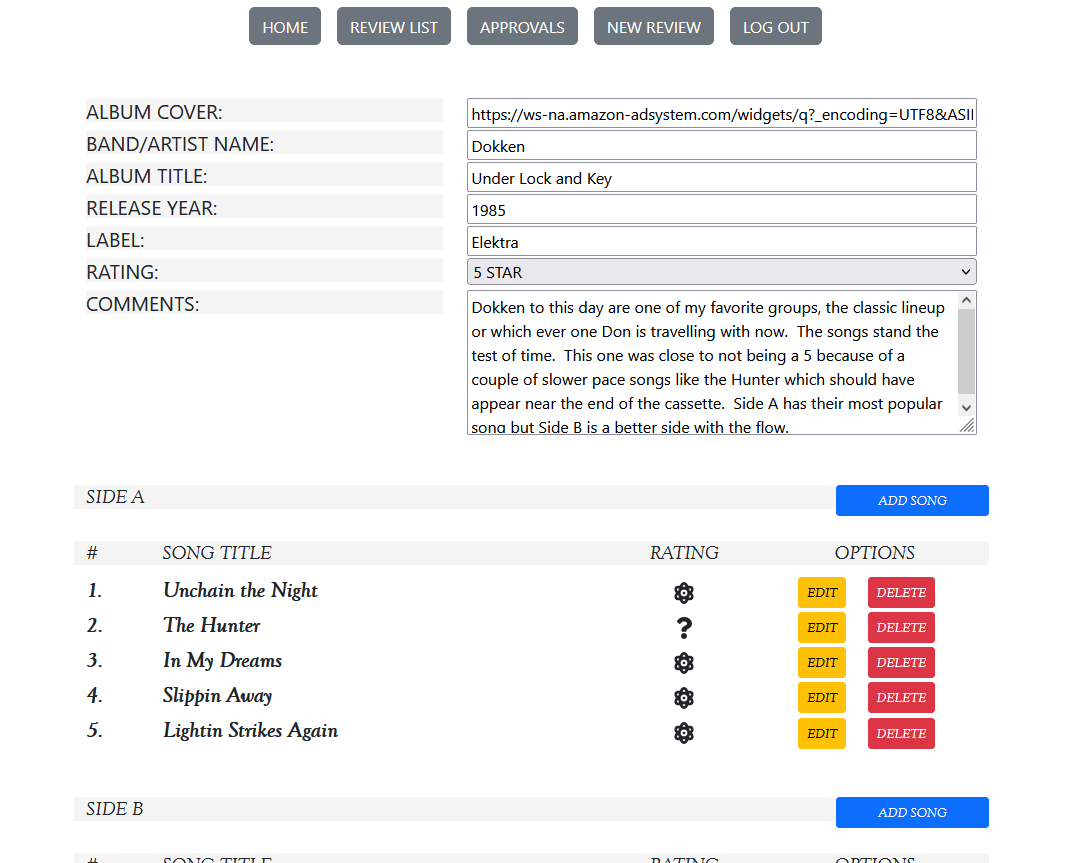 HOME REVIEW LIST APPROVALS NEW REVIEW LOG OUT
ALBUM COVER: https://ws-na.amazon-adsystem.com/widgets/q?_encoding=UTF8&ASI
BAND/ARTIST NAME: Dokken
ALBUM TITLE: Under Lock and Key
RELEASE YEAR: 1985
LABEL: Elektra
RATING: 5 STAR
COMMENTS: Dokken to this day are one of my favorite groups, the classic lineup
or which ever one Don is travelling with now. The songs stand the
test of time. This one was close to not being a 5 because of a
couple of slower pace songs like the Hunter which should have
appear near the end of the cassette. Side A has their most popular
song but Side B is a better side with the flow.
SIDE A ADD SONG
# SONG TITLE RATING OPTIONS
1. Unchain the Night EDIT DELETE
2. The Hunter ? EDIT DELETE
3. In My Dreams EDIT DELETE
4. Slippin Away EDIT DELETE
5. Lightin Strikes Again EDIT DELETE
SIDE B ADD SONG
# SONG TITLE RATING OPTIONS